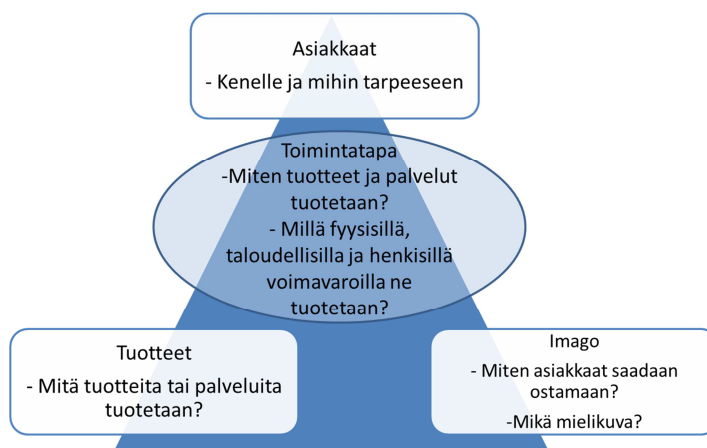 Asiakkaat
- Kenelle ja mihin tarpeeseen
Toimintatapa
-Miten tuotteet ja palvelut
tuotetaan?
- Millä fyysisillä,
taloudellisilla ja henkisillä
voimavaroilla ne
tuotetaan?
Tuotteet
- Mitä tuotteita tai palveluita
tuotetaan?
Imago
- Miten asiakkaat saadaan
ostamaan?
-Mikä mielikuva?